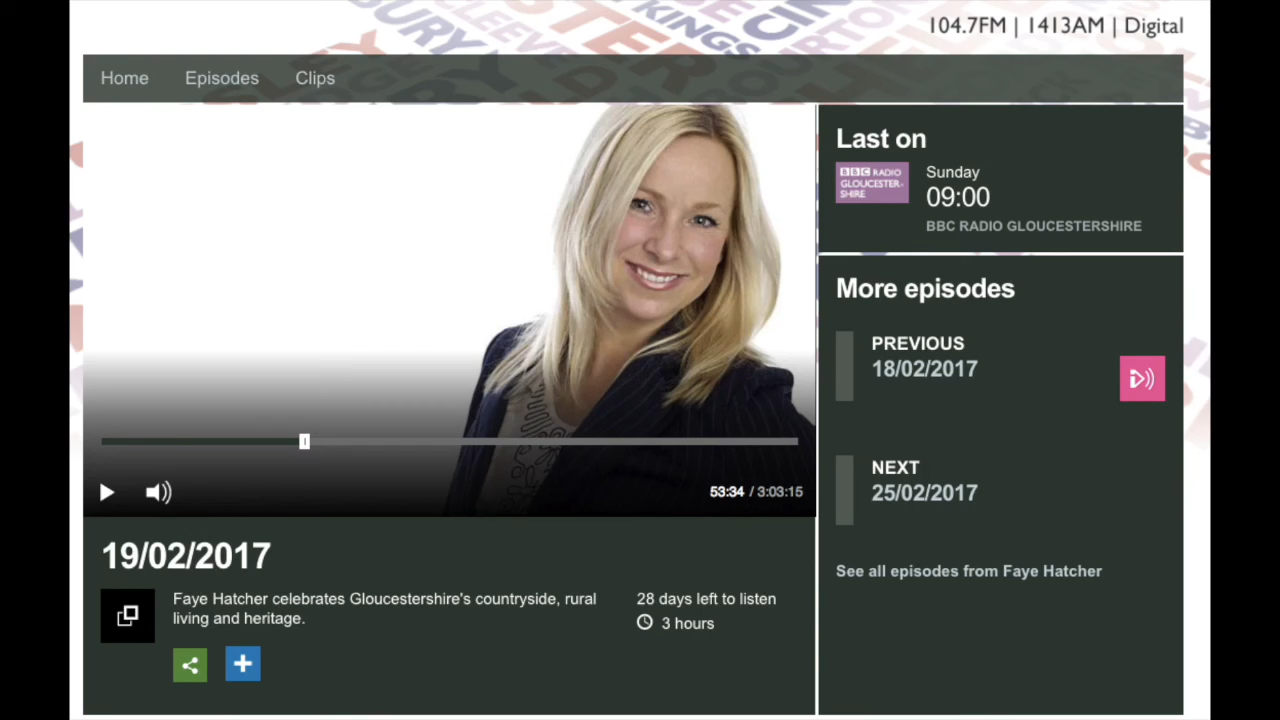 104.7FM | 1413AM | Digital
Home Episodes Clips
Last on
BBC RADIO
GLOUCESTER-
SHIRE
Sunday
09:00
BBC RADIO GLOUCESTERSHIRE
More episodes
PREVIOUS
18/02/2017
NEXT
25/02/2017
See all episodes from Faye Hatcher
53:34 / 3:03:15
19/02/2017
Faye Hatcher celebrates Gloucestershire's countryside, rural
living and heritage.
28 days left to listen
3 hours